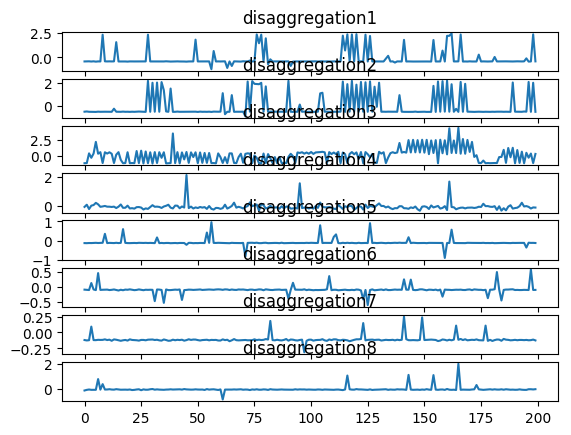 disaggregation1
2.5
0.0
disaggregation2
2
0
disaggregation3
2.5
0.0
disaggregation4
2
0
disaggregation5
1
0
−1
disaggregation6
0.5
0.0
−0.5
disaggregation7
0.25
0.00
−0.25
disaggregation8
2
0
0 25 50 75 100 125 150 175 200